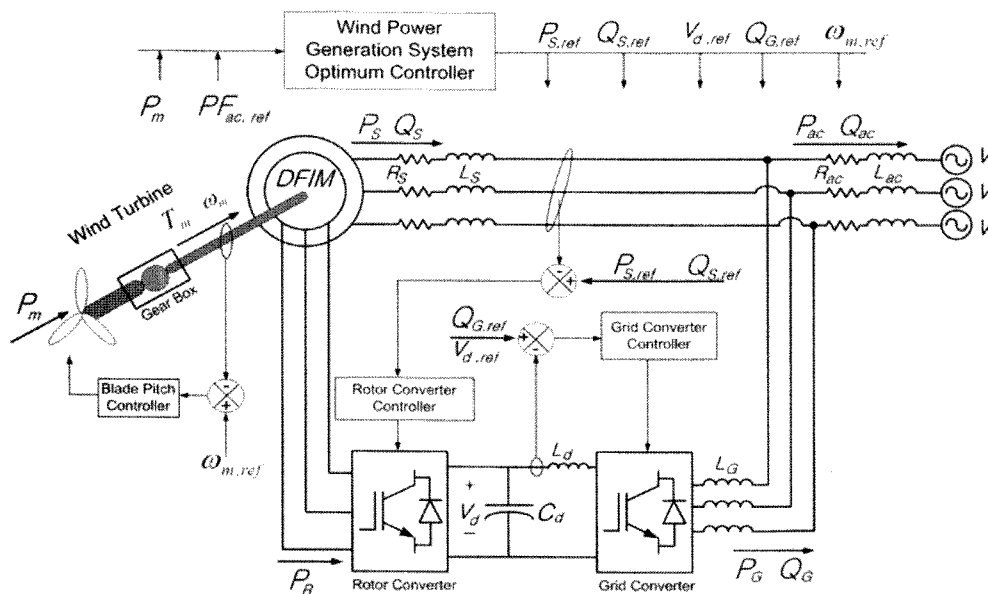 Wind Power
Generation System
Optimum Controller
P_m PF_ac.ref
P_S.ref Q_S.ref V_d.ref Q_G.ref ω_m.ref
P_S Q_S
P_ac Q_ac
DFIM
R_S L_S
R_ac L_ac
V
V
V
Wind Turbine
T_m ω_m
Gear Box
P_m
P_S.ref Q_S.ref
Q_G.ref
V_d.ref
Grid Converter
Controller
Blade Pitch
Controller
Rotor Converter
Controller
ω_m.ref
L_d
L_G
+
V_d
−
C_d
P_R
Rotor Converter
Grid Converter
P_G Q_G